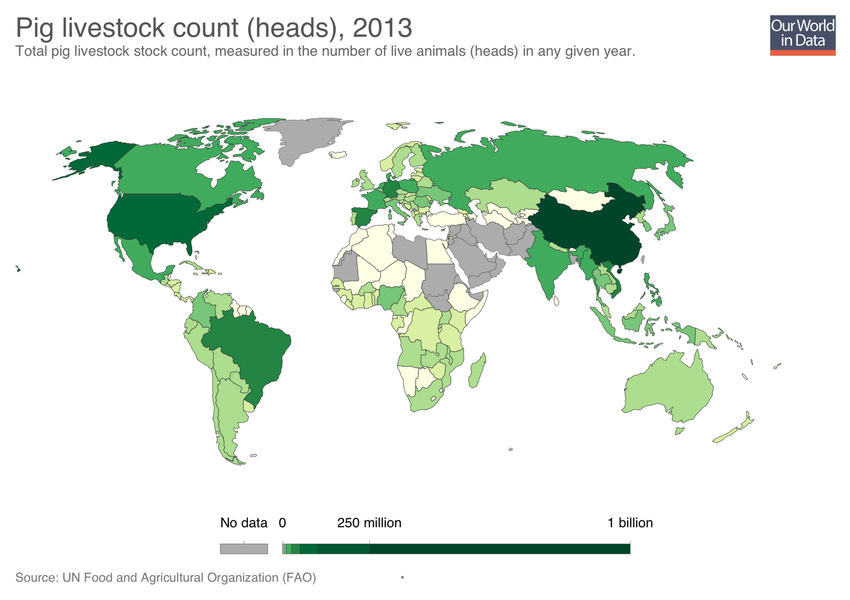 Pig livestock count (heads), 2013
Total pig livestock stock count, measured in the number of live animals (heads) in any given year.
Our World
in Data
No data 0 250 million 1 billion
Source: UN Food and Agricultural Organization (FAO) •